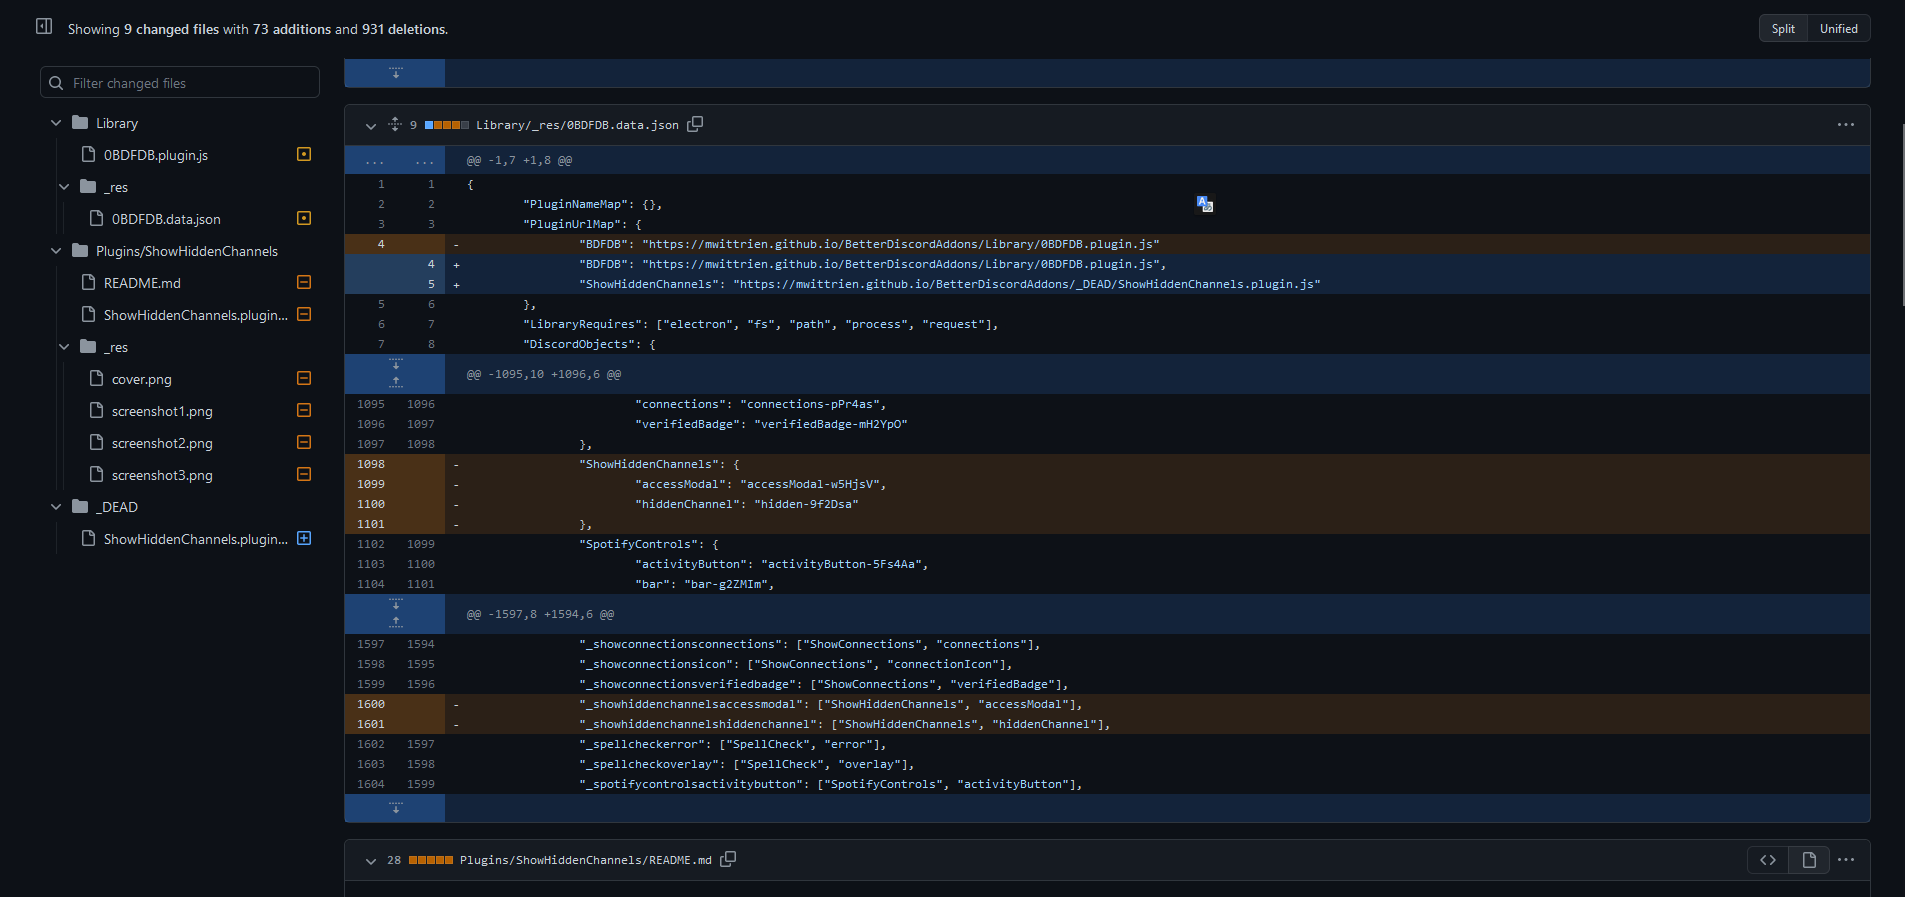 Showing 9 changed files with 73 additions and 931 deletions.
Split
Unified
Filter changed files
Library
0BDFDB.plugin.js
_res
0BDFDB.data.json
Plugins/ShowHiddenChannels
README.md
ShowHiddenChannels.plugin...
_res
cover.png
screenshot1.png
screenshot2.png
screenshot3.png
_DEAD
ShowHiddenChannels.plugin...
9 Library/_res/0BDFDB.data.json
... ... @@ -1,7 +1,8 @@
1 1 {
2 2 "PluginNameMap": {},
3 3 "PluginUrlMap": {
4 - "BDFDB": "https://mwittrien.github.io/BetterDiscordAddons/Library/0BDFDB.plugin.js"
4 + "BDFDB": "https://mwittrien.github.io/BetterDiscordAddons/Library/0BDFDB.plugin.js",
5 + "ShowHiddenChannels": "https://mwittrien.github.io/BetterDiscordAddons/_DEAD/ShowHiddenChannels.plugin.js"
5 6 },
6 7 "LibraryRequires": ["electron", "fs", "path", "process", "request"],
7 8 "DiscordObjects": {
@@ -1095,10 +1096,6 @@
1095 1096 "connections": "connections-pPr4as",
1096 1097 "verifiedBadge": "verifiedBadge-mH2YpO"
1097 1098 },
1098 - "ShowHiddenChannels": {
1099 - "accessModal": "accessModal-w5HjsV",
1100 - "hiddenChannel": "hidden-9f2Dsa"
1101 - },
1102 1099 "SpotifyControls": {
1103 1100 "activityButton": "activityButton-5Fs4Aa",
1104 1101 "bar": "bar-g2ZMIm",
@@ -1597,8 +1594,6 @@
1597 1594 "_showconnectionsconnections": ["ShowConnections", "connections"],
1598 1595 "_showconnectionsicon": ["ShowConnections", "connectionIcon"],
1599 1596 "_showconnectionsverifiedbadge": ["ShowConnections", "verifiedBadge"],
1600 - "_showhiddenchannelsaccessmodal": ["ShowHiddenChannels", "accessModal"],
1601 - "_showhiddenchannelshiddenchannel": ["ShowHiddenChannels", "hiddenChannel"],
1602 1597 "_spellcheckerror": ["SpellCheck", "error"],
1603 1598 "_spellcheckoverlay": ["SpellCheck", "overlay"],
1604 1599 "_spotifycontrolsactivitybutton": ["SpotifyControls", "activityButton"],
28 Plugins/ShowHiddenChannels/README.md